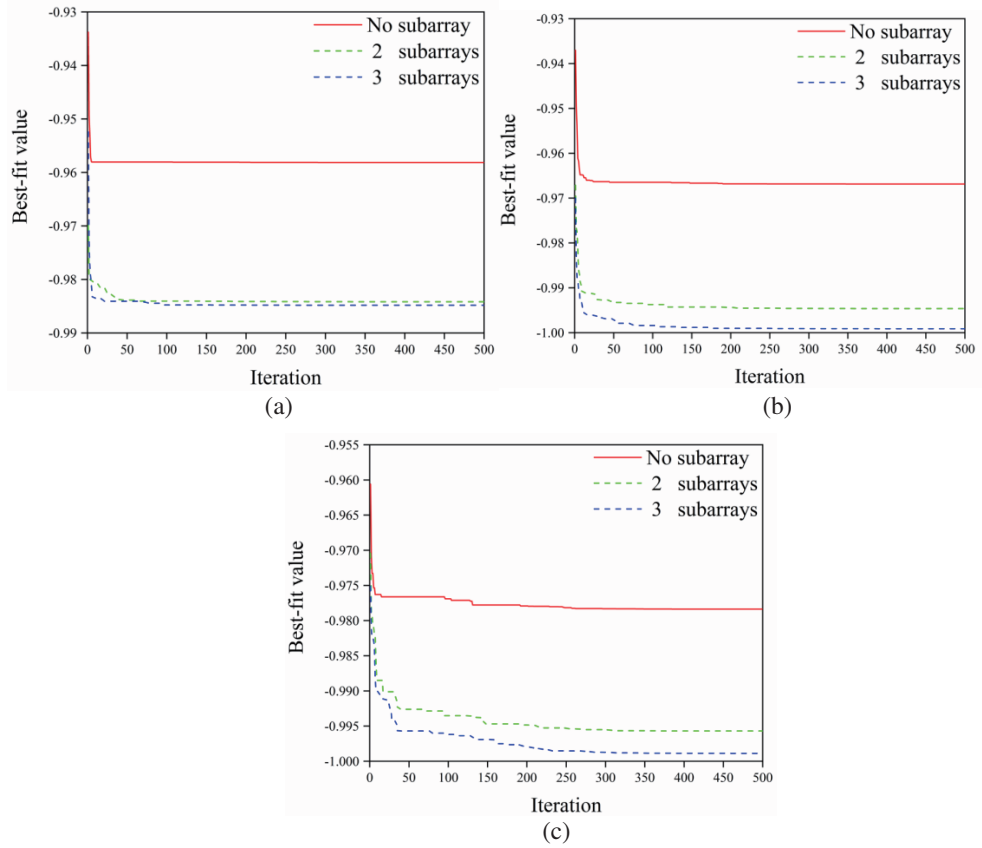 -0.93
-0.94
-0.95
-0.96
-0.97
-0.98
-0.99
Best-fit value
No subarray
2 subarrays
3 subarrays
0 50 100 150 200 250 300 350 400 450 500
Iteration
(a)
-0.93
-0.94
-0.95
-0.96
-0.97
-0.98
-0.99
-1.00
Best-fit value
No subarray
2 subarrays
3 subarrays
0 50 100 150 200 250 300 350 400 450 500
Iteration
(b)
-0.955
-0.960
-0.965
-0.970
-0.975
-0.980
-0.985
-0.990
-0.995
-1.000
Best-fit value
No subarray
2 subarrays
3 subarrays
0 50 100 150 200 250 300 350 400 450 500
Iteration
(c)